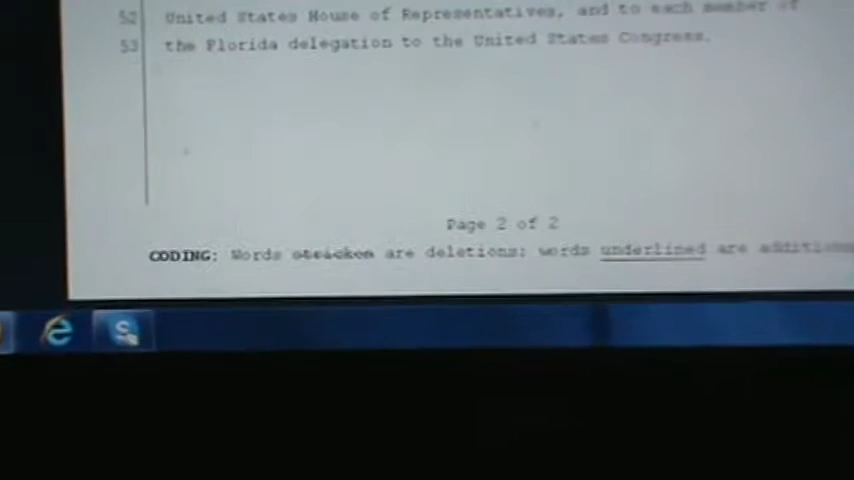 52 United States House of Representatives, and to each member of
53 the Florida delegation to the United States Congress.
Page 2 of 2
CODING: Words stricken are deletions; words underlined are additions